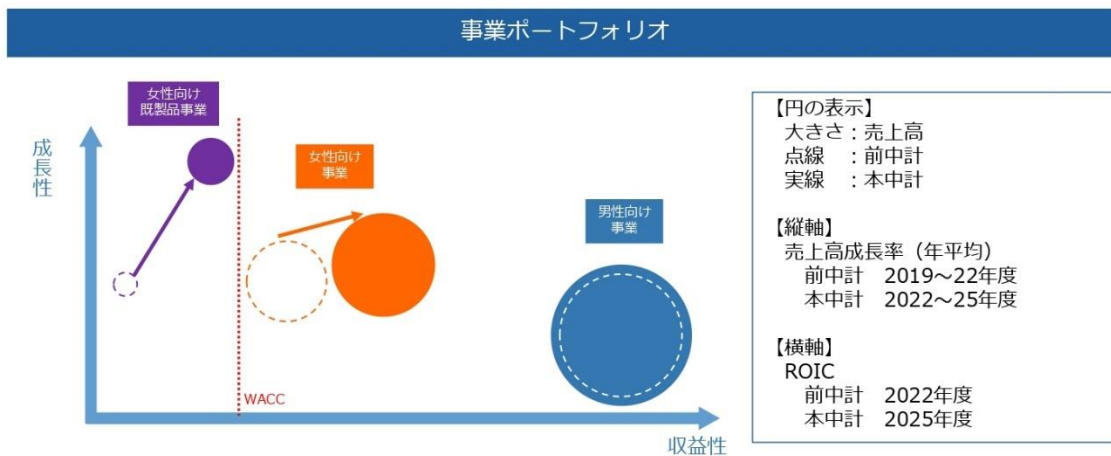 事業ポートフォリオ
女性向け
既製品事業
成長性
女性向け
事業
男性向け
事業
WACC
収益性
【円の表示】
大きさ：売上高
点線　：前中計
実線　：本中計
【縦軸】
売上高成長率（年平均）
前中計　2019～22年度
本中計　2022～25年度
【横軸】
ROIC
前中計　2022年度
本中計　2025年度